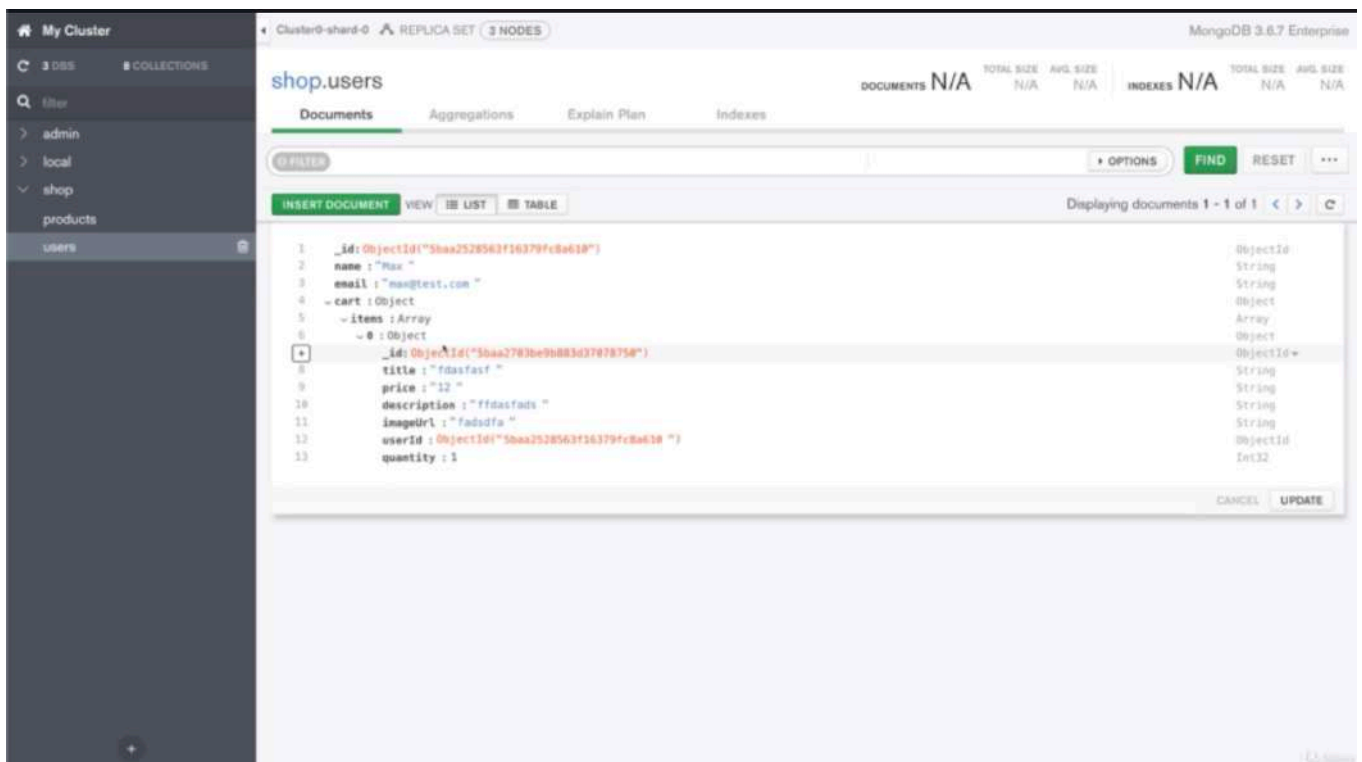 My Cluster
Cluster0-shard-0 REPLICA SET 3 NODES
MongoDB 3.6.7 Enterprise
3 DBS 8 COLLECTIONS
filter
admin
local
shop
products
users
shop.users
DOCUMENTS N/A TOTAL SIZE N/A AVG. SIZE N/A INDEXES N/A TOTAL SIZE N/A AVG. SIZE N/A
Documents Aggregations Explain Plan Indexes
FILTER OPTIONS FIND RESET ...
INSERT DOCUMENT VIEW LIST TABLE Displaying documents 1 - 1 of 1 < > C
1 _id:ObjectId("5baa2528563f16379fc8a610") ObjectId
2 name :"Max " String
3 email :"max@test.com " String
4 cart :Object Object
5 items :Array Array
6 0 :Object Object
+ _id:ObjectId("5baa2703be9b883d37078750") ObjectId
8 title :"fdasfasf " String
9 price :"12 " String
10 description :"ffdasfads " String
11 imageUrl :"fadsdfa " String
12 userId :ObjectId("5baa2528563f16379fc8a610 ") ObjectId
13 quantity :1 Int32
CANCEL UPDATE
+